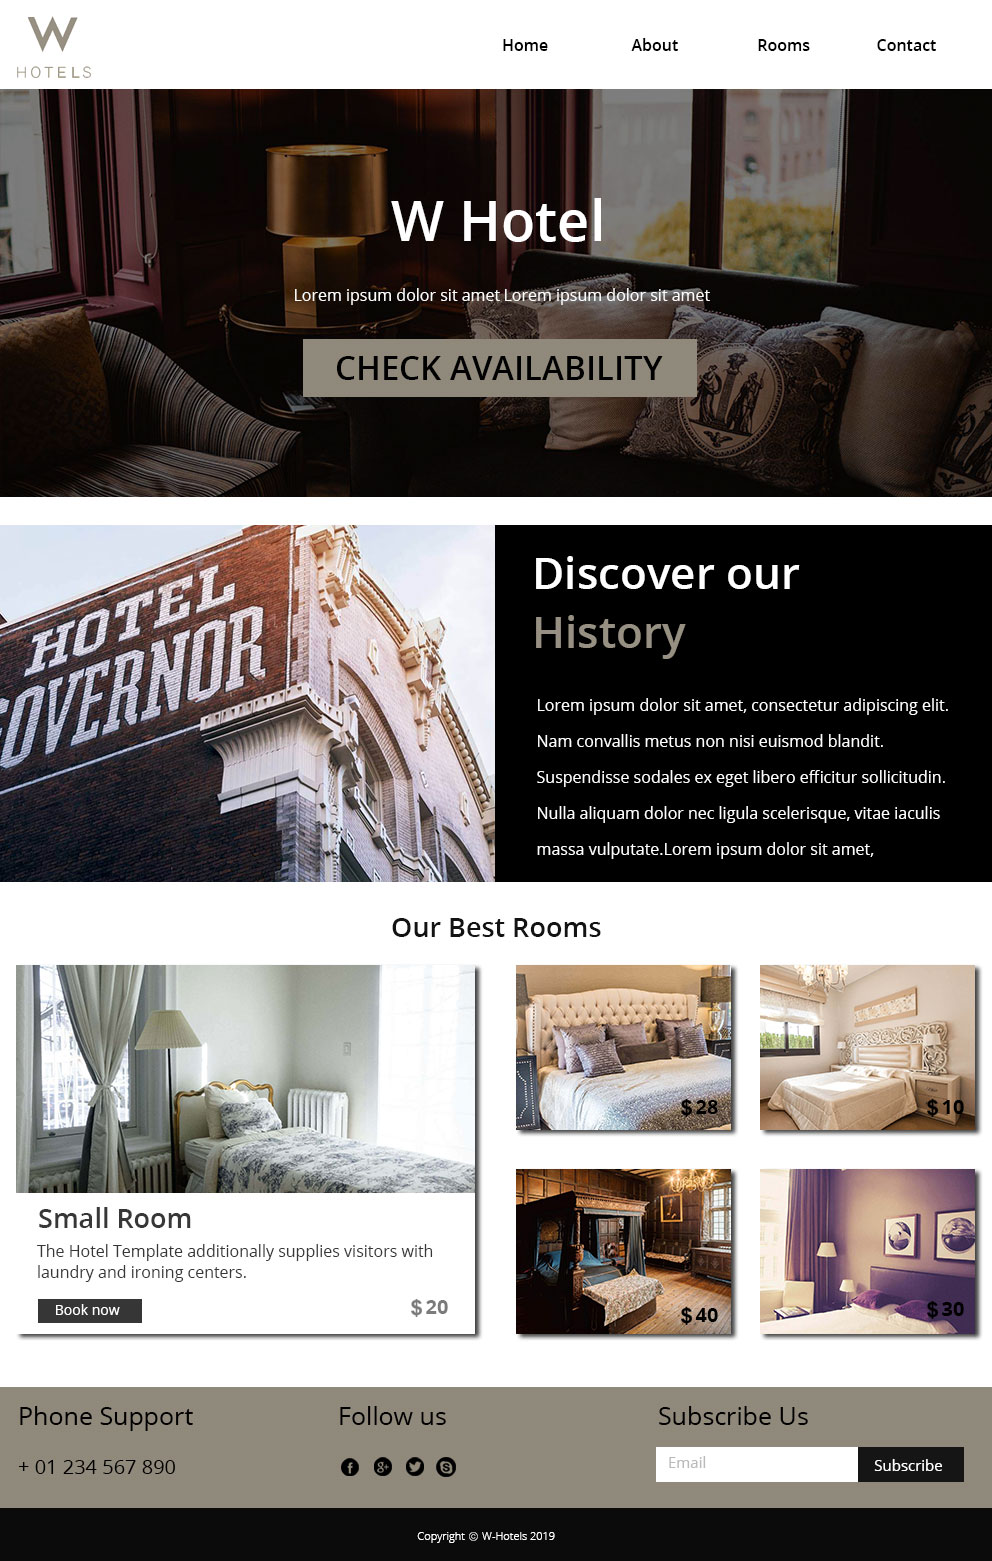 W
HOTELS
Home About Rooms Contact
W Hotel
Lorem ipsum dolor sit amet Lorem ipsum dolor sit amet
CHECK AVAILABILITY
HOTEL
GOVERNOR
Discover our
History
Lorem ipsum dolor sit amet, consectetur adipiscing elit.
Nam convallis metus non nisi euismod blandit.
Suspendisse sodales ex eget libero efficitur sollicitudin.
Nulla aliquam dolor nec ligula scelerisque, vitae iaculis
massa vulputate.Lorem ipsum dolor sit amet,
Our Best Rooms
$ 28
$ 10
Small Room
The Hotel Template additionally supplies visitors with
laundry and ironing centers.
Book now
$ 20
$ 40
$ 30
Phone Support
+ 01 234 567 890
Follow us
Subscribe Us
Email
Subscribe
Copyright © W-Hotels 2019